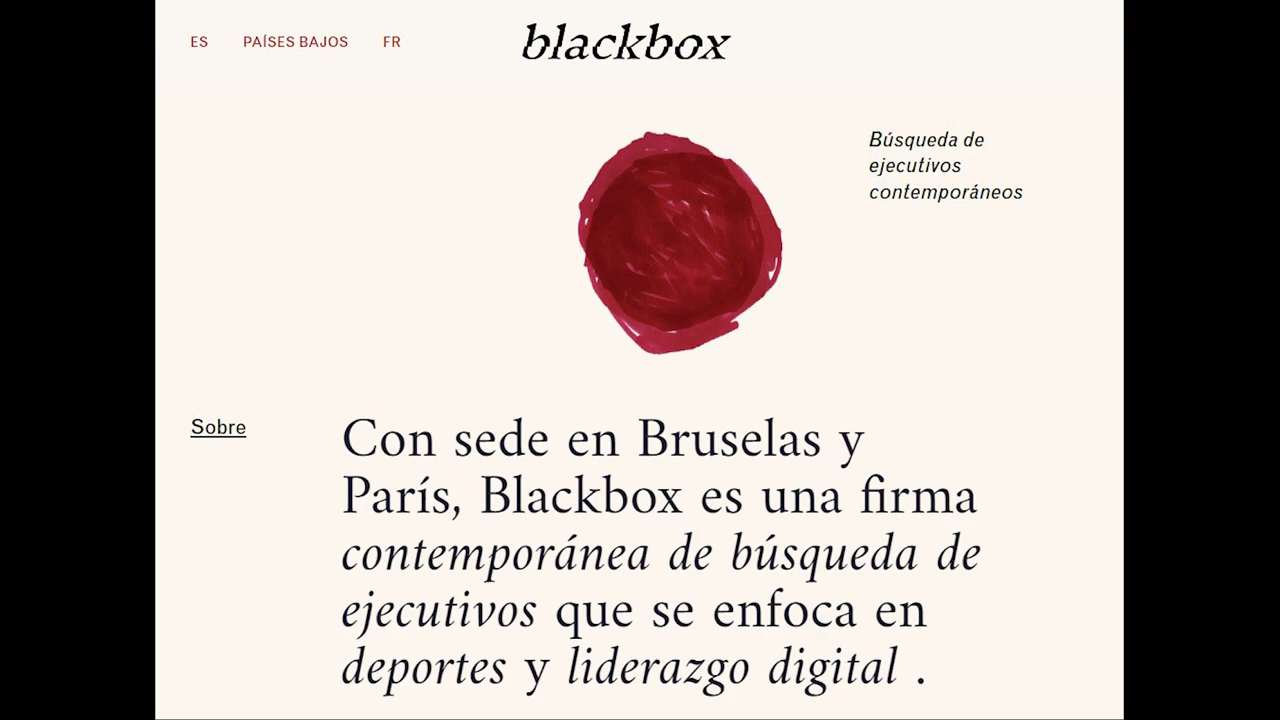 ES PAÍSES BAJOS FR
blackbox
Búsqueda de
ejecutivos
contemporáneos
Sobre
Con sede en Bruselas y
París, Blackbox es una firma
contemporánea de búsqueda de
ejecutivos que se enfoca en
deportes y liderazgo digital .